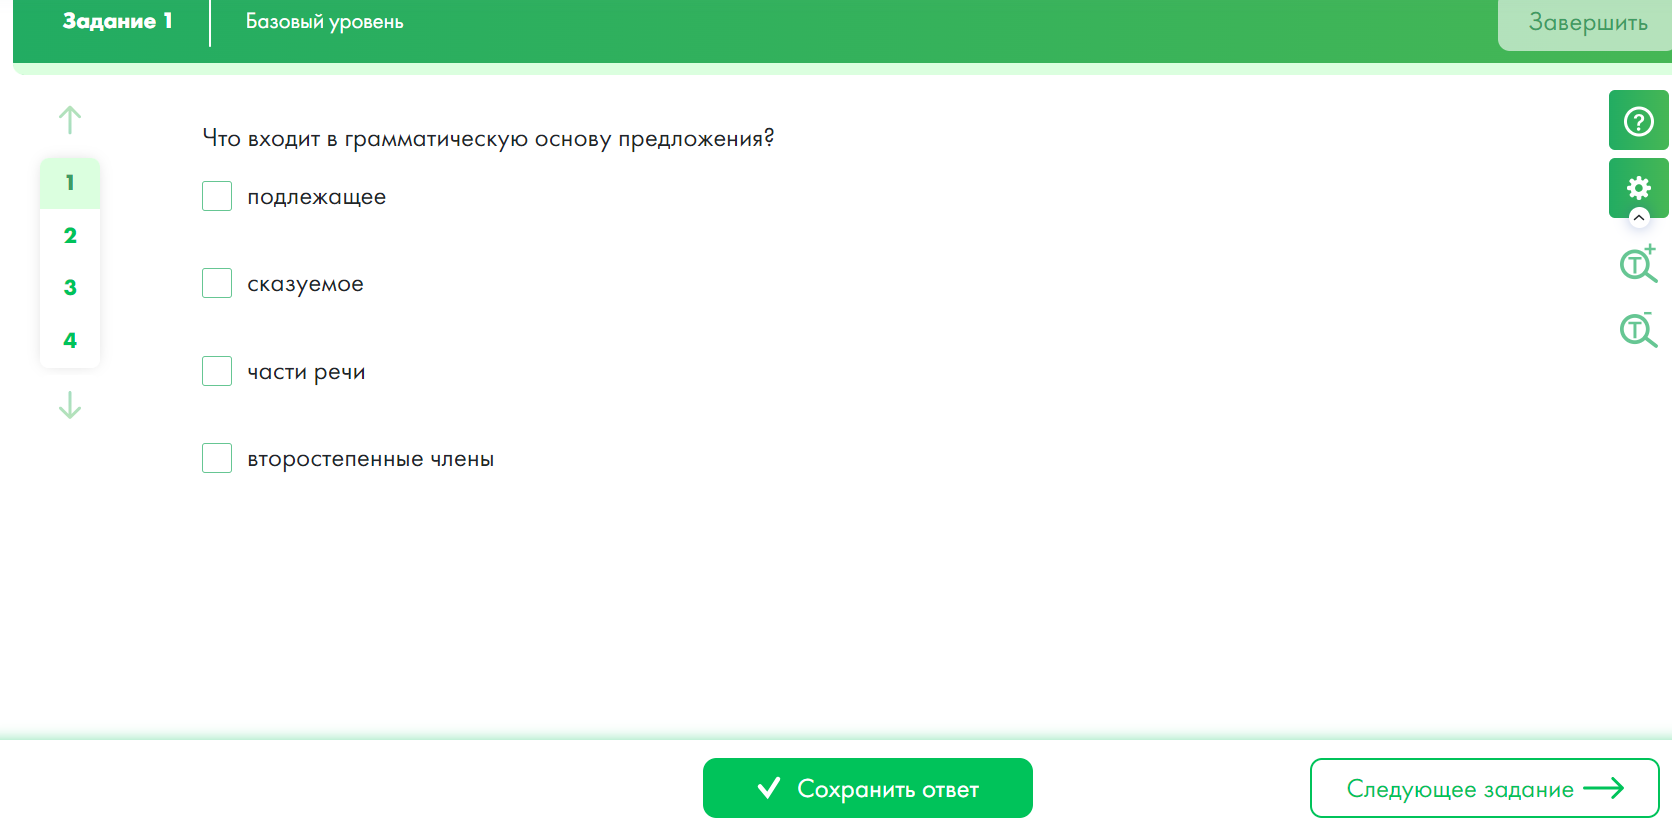 Задание 1
Базовый уровень
Завершить
1
2
3
4
Что входит в грамматическую основу предложения?
подлежащее
сказуемое
части речи
второстепенные члены
?
T+
T-
Сохранить ответ
Следующее задание